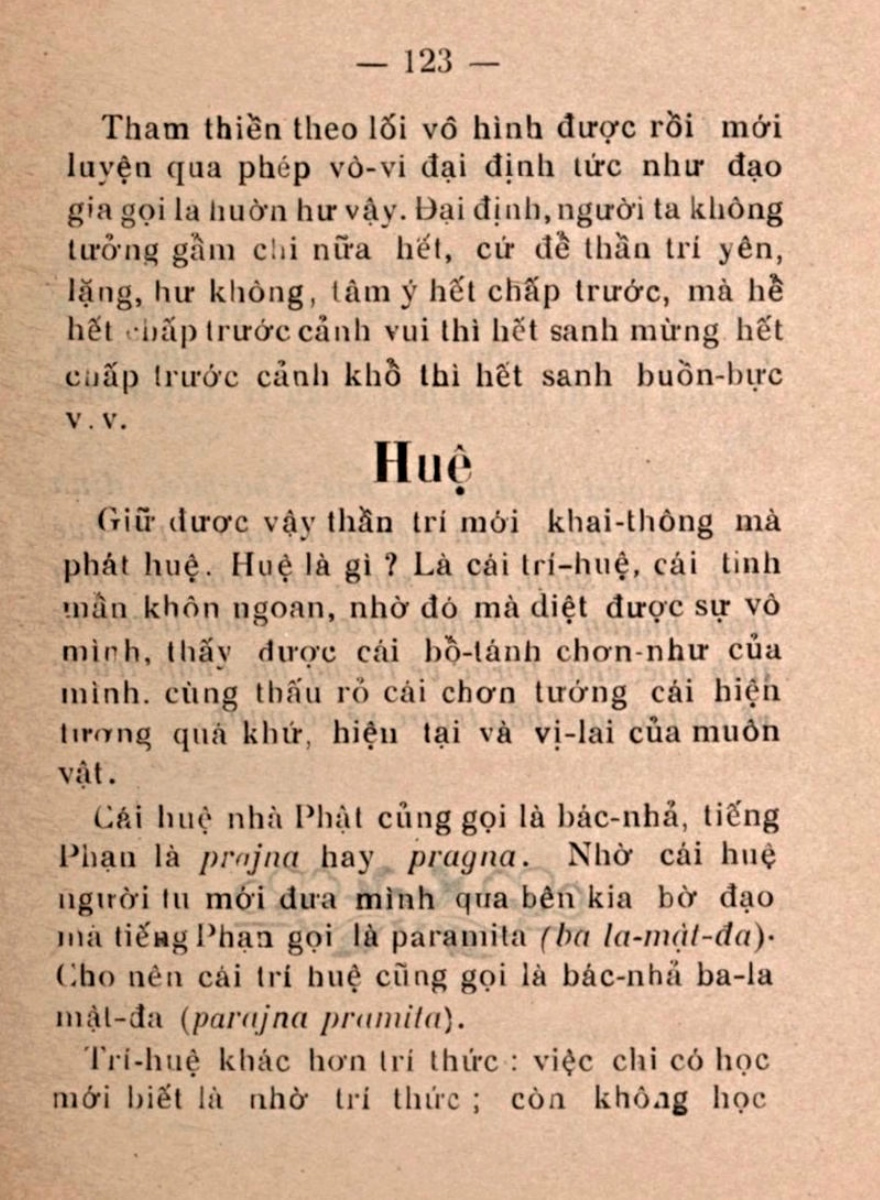 — 123 —
Tham thiền theo lối vô hình được rồi mới
luyện qua phép vô-vi đại định tức như đạo
gia gọi la huờn hư vậy. Đại định, người ta không
tưởng gẫm chi nữa hết, cứ để thần trí yên,
lặng, hư không, tâm ý hết chấp trước, mà hễ
hết chấp trước cảnh vui thì hết sanh mừng hết
chấp trước cảnh khổ thì hết sanh buồn-bực
v.v.
Huệ
Giữ được vậy thần trí mới khai-thông mà
phát huệ. Huệ là gì ? Là cái trí-huệ, cái tinh
mần khôn ngoan, nhờ đó mà diệt được sự vô
mình, thấy được cái bổ-tánh chơn-như của
mình. cùng thấu rỏ cái chơn tướng cái hiện
tượng quá khứ, hiện tại và vị-lai của muôn
vật.
Cái huệ nhà Phật củng gọi là bác-nhả, tiếng
Phạn là prajna hay pragna. Nhờ cái huệ
người tu mới đưa mình qua bên kia bờ đạo
mà tiếng Phạn gọi là paramita (ba la-mật-đa).
Cho nên cái trí huệ cũng gọi là bác-nhả ba-la
mật-đa (parajna pramita).
Trí-huệ khác hơn trí thức : việc chi có học
mới biết là nhờ trí thức ; còn không học